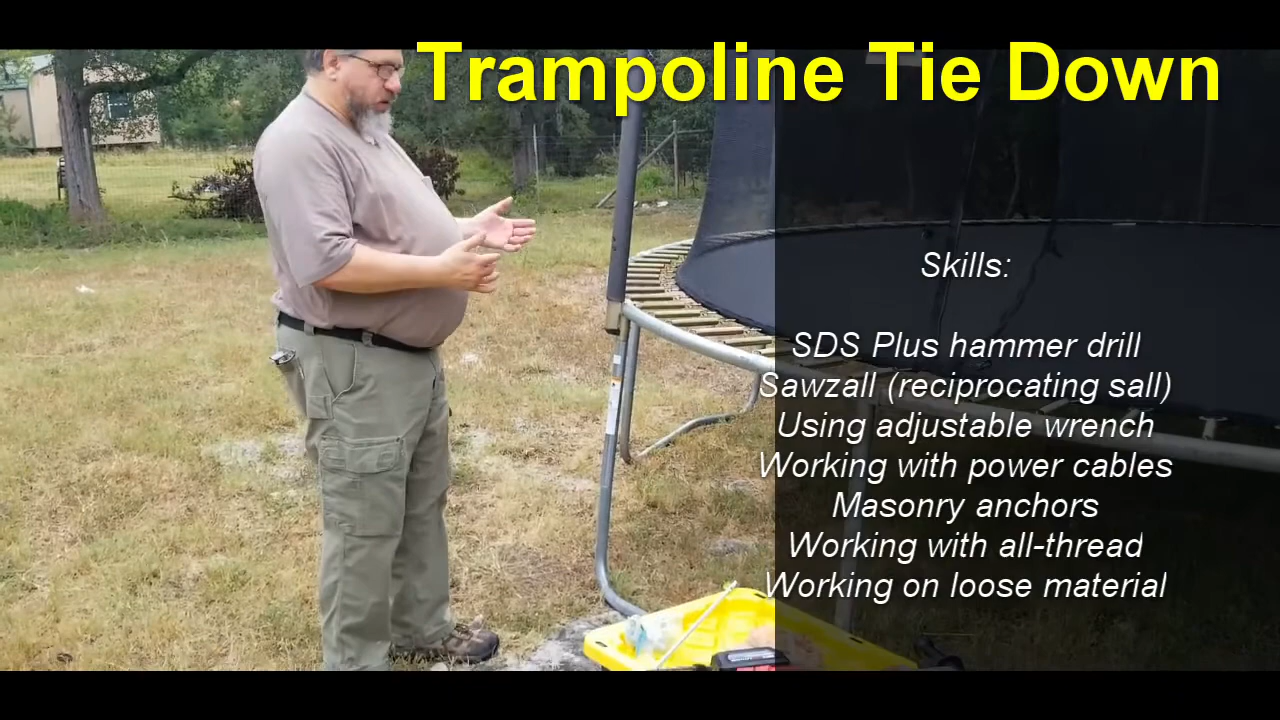 Trampoline Tie Down
Skills:
SDS Plus hammer drill
Sawzall (reciprocating sall)
Using adjustable wrench
Working with power cables
Masonry anchors
Working with all-thread
Working on loose material